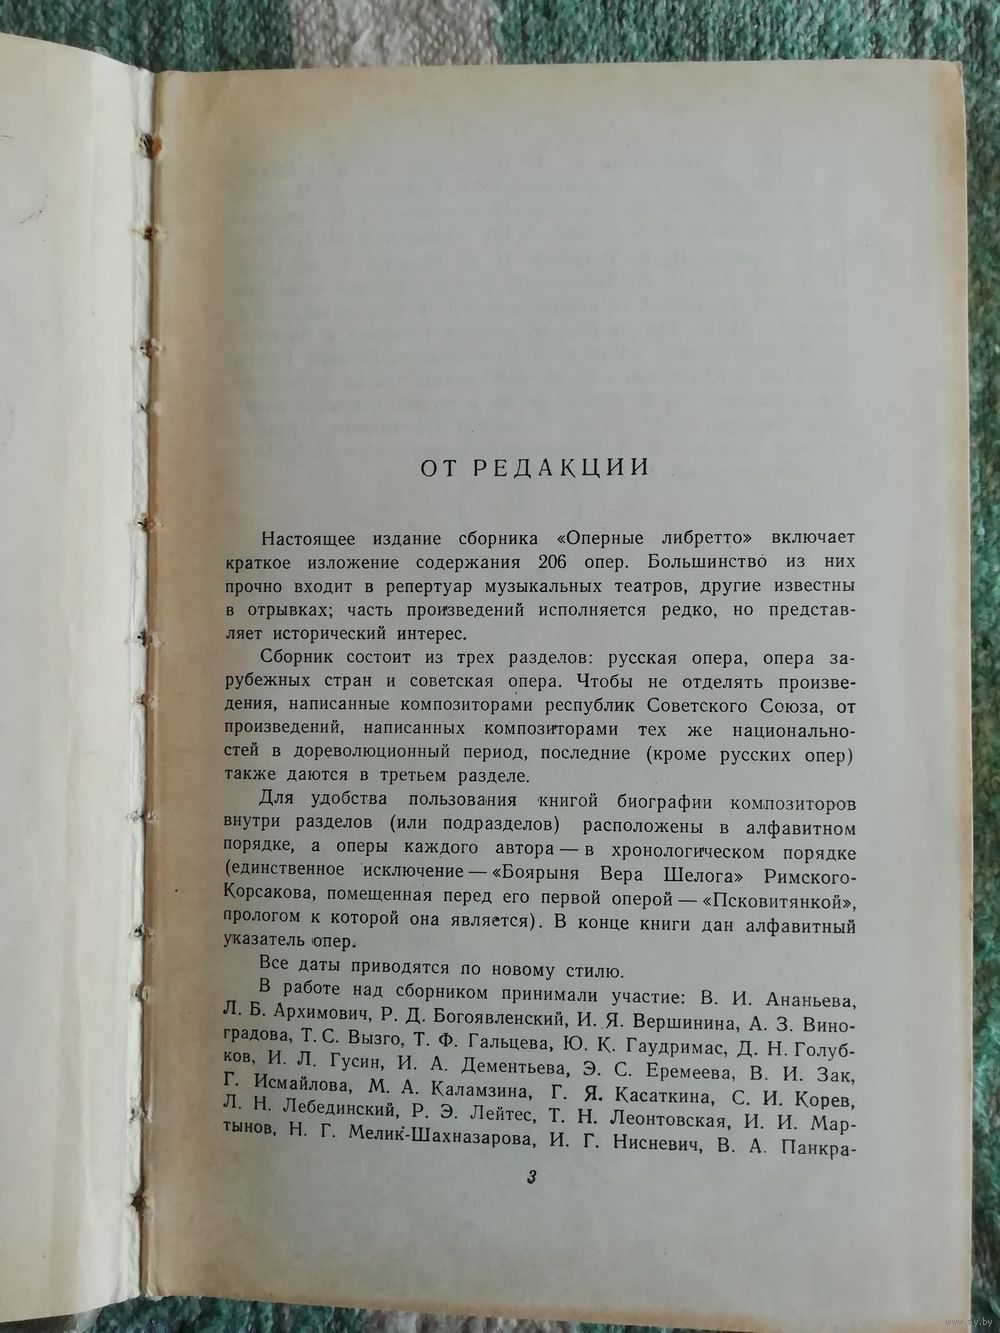 ОТ РЕДАКЦИИ
Настоящее издание сборника «Оперные либретто» включает
краткое изложение содержания 206 опер. Большинство из них
прочно входит в репертуар музыкальных театров, другие известны
в отрывках; часть произведений исполняется редко, но представ-
ляет исторический интерес.
Сборник состоит из трех разделов: русская опера, опера за-
рубежных стран и советская опера. Чтобы не отделять произве-
дения, написанные композиторами республик Советского Союза, от
произведений, написанных композиторами тех же национально-
стей в дореволюционный период, последние (кроме русских опер)
также даются в третьем разделе.
Для удобства пользования книгой биографии композиторов
внутри разделов (или подразделов) расположены в алфавитном
порядке, а оперы каждого автора — в хронологическом порядке
(единственное исключение — «Боярыня Вера Шелога» Римского-
Корсакова, помещенная перед его первой оперой — «Псковитянкой»,
прологом к которой она является). В конце книги дан алфавитный
указатель опер.
Все даты приводятся по новому стилю.
В работе над сборником принимали участие: В. И. Ананьева,
Л. Б. Архимович, Р. Д. Богоявленский, И. Я. Вершинина, А. З. Вино-
градова, Т. С. Вызго, Т. Ф. Гальцева, Ю. К. Гаудримас, Д. Н. Голуб-
ков, И. Л. Гусин, И. А. Дементьева, Э. С. Еремеева, В. И. Зак,
Г. Исмайлова, М. А. Каламзина, Г. Я. Касаткина, С. И. Корев,
Л. Н. Лебединский, Р. Э. Лейтес, Т. Н. Леонтовская, И. И. Мар-
тынов, Н. Г. Мелик-Шахназарова, И. Г. Нисневич, В. А. Панкра-
3
www.ay.by